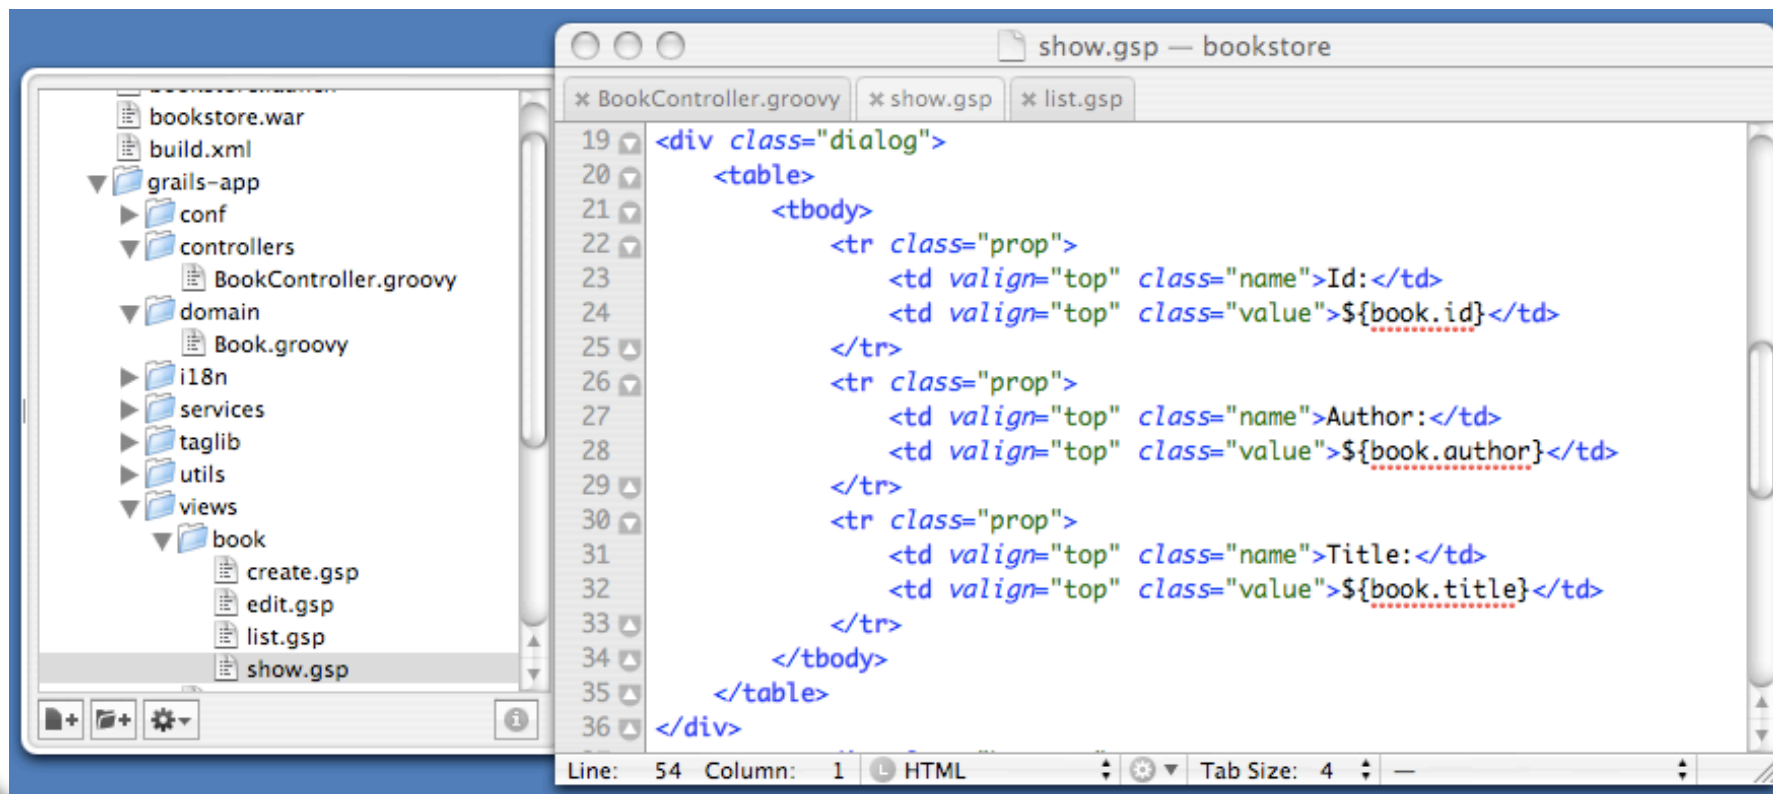 bookstore.war
build.xml
grails-app
conf
controllers
BookController.groovy
domain
Book.groovy
i18n
services
taglib
utils
views
book
create.gsp
edit.gsp
list.gsp
show.gsp
show.gsp — bookstore
BookController.groovy show.gsp list.gsp
19 <div class="dialog">
20 <table>
21 <tbody>
22 <tr class="prop">
23 <td valign="top" class="name">Id:</td>
24 <td valign="top" class="value">${book.id}</td>
25 </tr>
26 <tr class="prop">
27 <td valign="top" class="name">Author:</td>
28 <td valign="top" class="value">${book.author}</td>
29 </tr>
30 <tr class="prop">
31 <td valign="top" class="name">Title:</td>
32 <td valign="top" class="value">${book.title}</td>
33 </tr>
34 </tbody>
35 </table>
36 </div>
Line: 54 Column: 1 L HTML Tab Size: 4 —